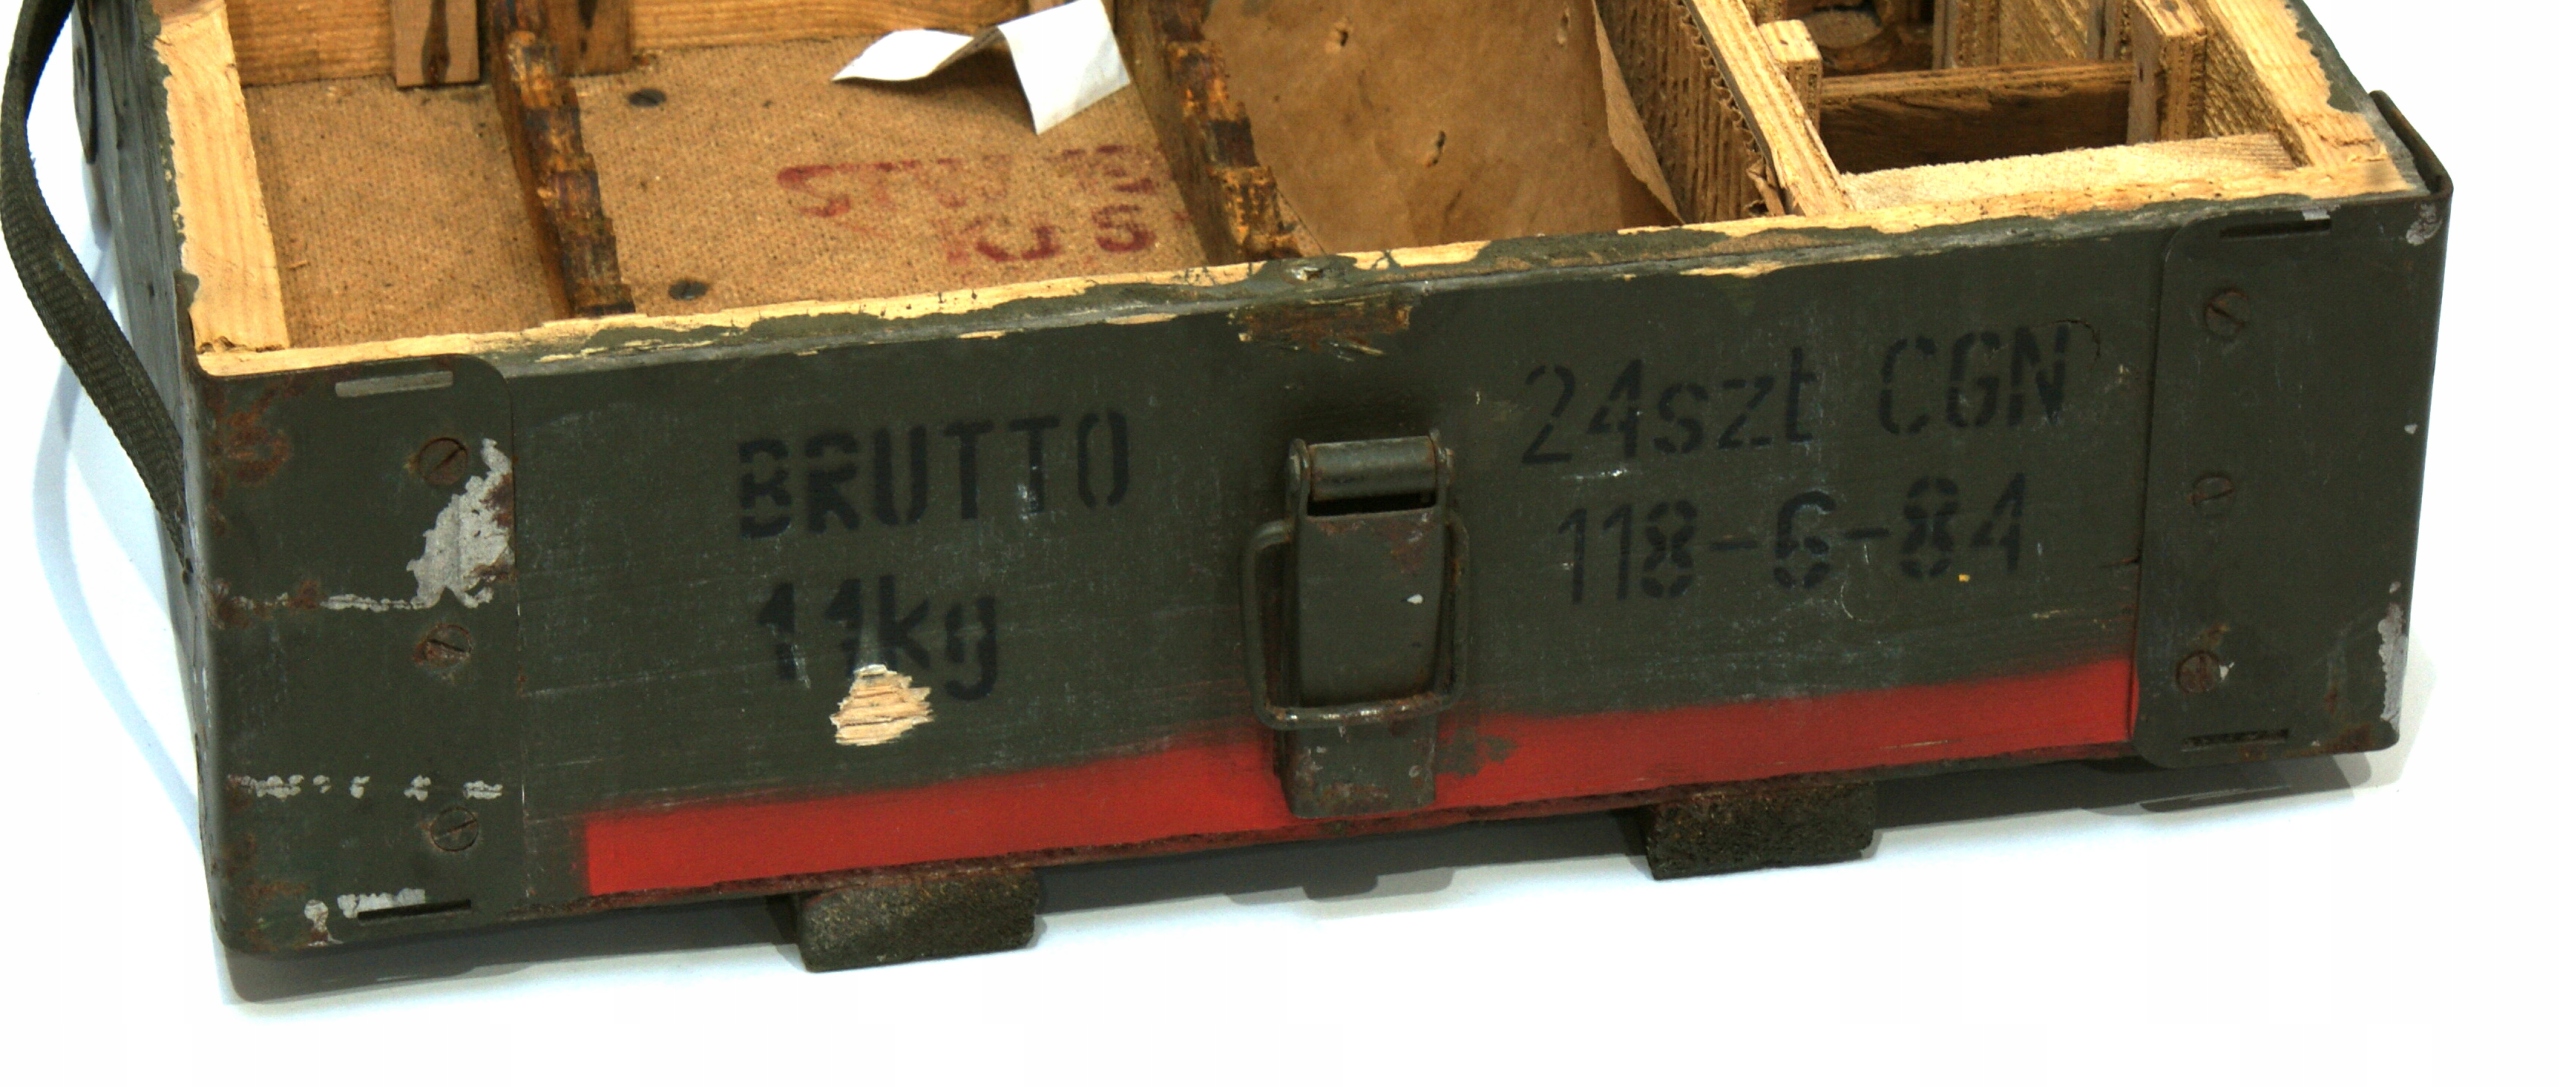 BRUTTO
11kg
24szt CGN
118-6-84